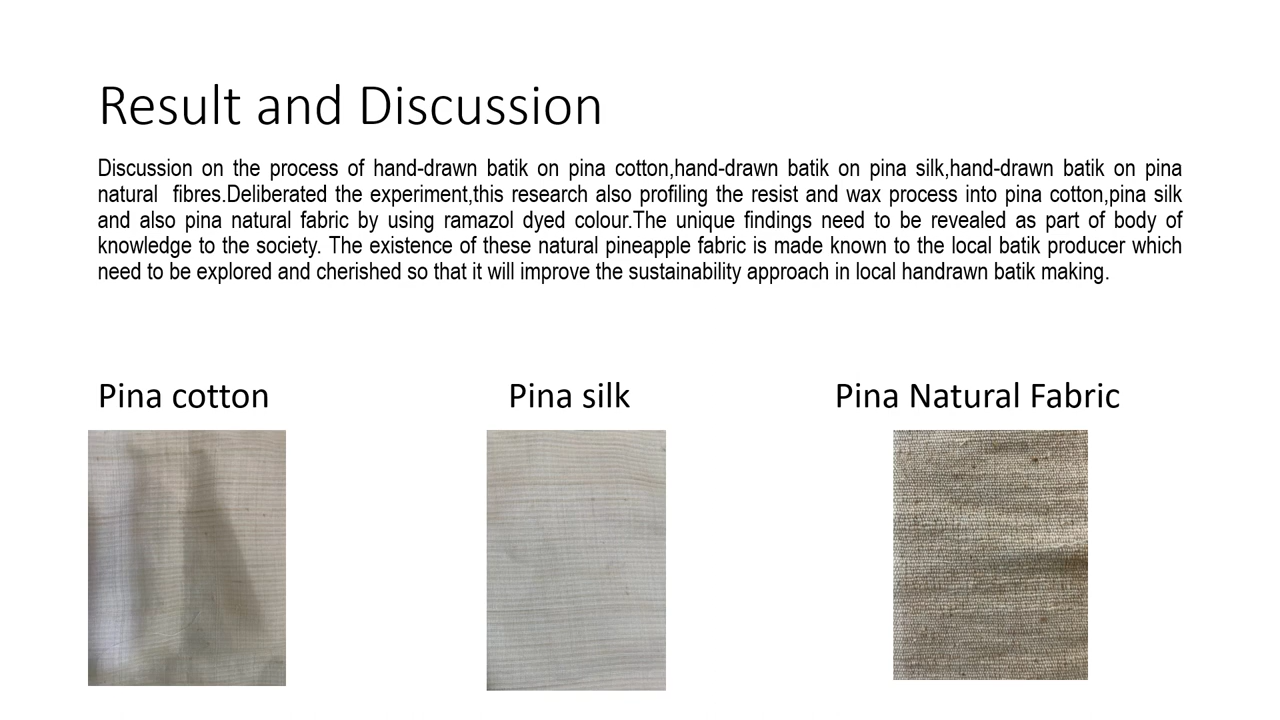 Result and Discussion
Discussion on the process of hand-drawn batik on pina cotton,hand-drawn batik on pina silk,hand-drawn batik on pina
natural fibres.Deliberated the experiment,this research also profiling the resist and wax process into pina cotton,pina silk
and also pina natural fabric by using ramazol dyed colour.The unique findings need to be revealed as part of body of
knowledge to the society. The existence of these natural pineapple fabric is made known to the local batik producer which
need to be explored and cherished so that it will improve the sustainability approach in local handrawn batik making.
Pina cotton
Pina silk
Pina Natural Fabric